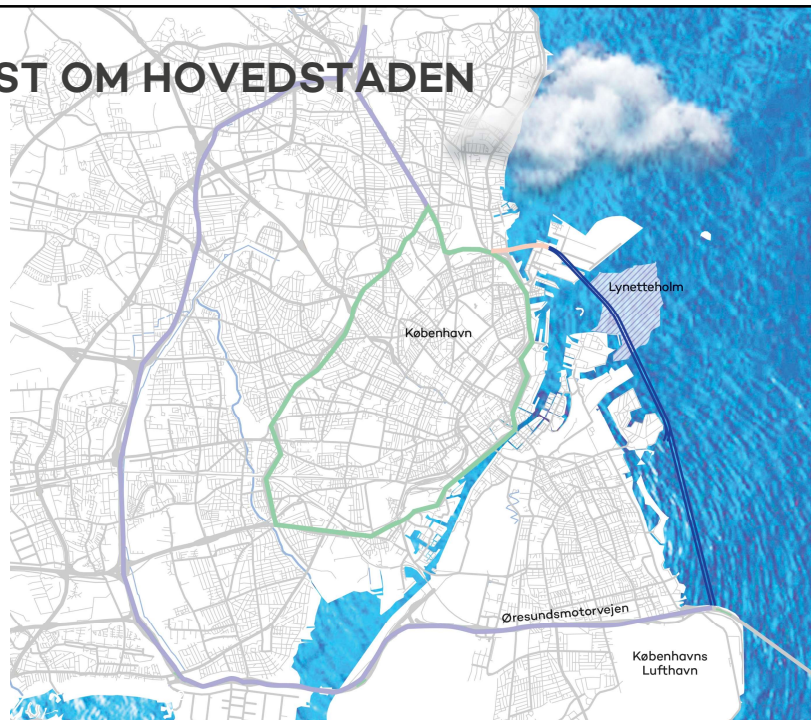 ST OM HOVEDSTADEN
Lynetteholm
København
Øresundsmotorvejen
Københavns
Lufthavn